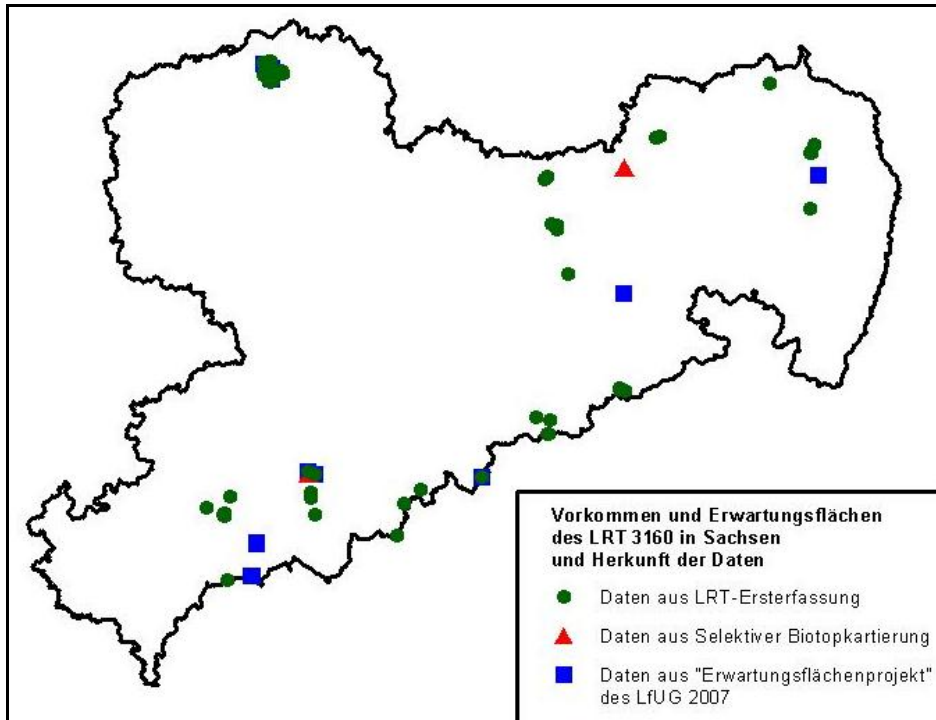 Vorkommen und Erwartungsflächen
des LRT 3160 in Sachsen
und Herkunft der Daten
Daten aus LRT-Ersterfassung
Daten aus Selektiver Biotopkartierung
Daten aus "Erwartungsflächenprojekt"
des LfUG 2007